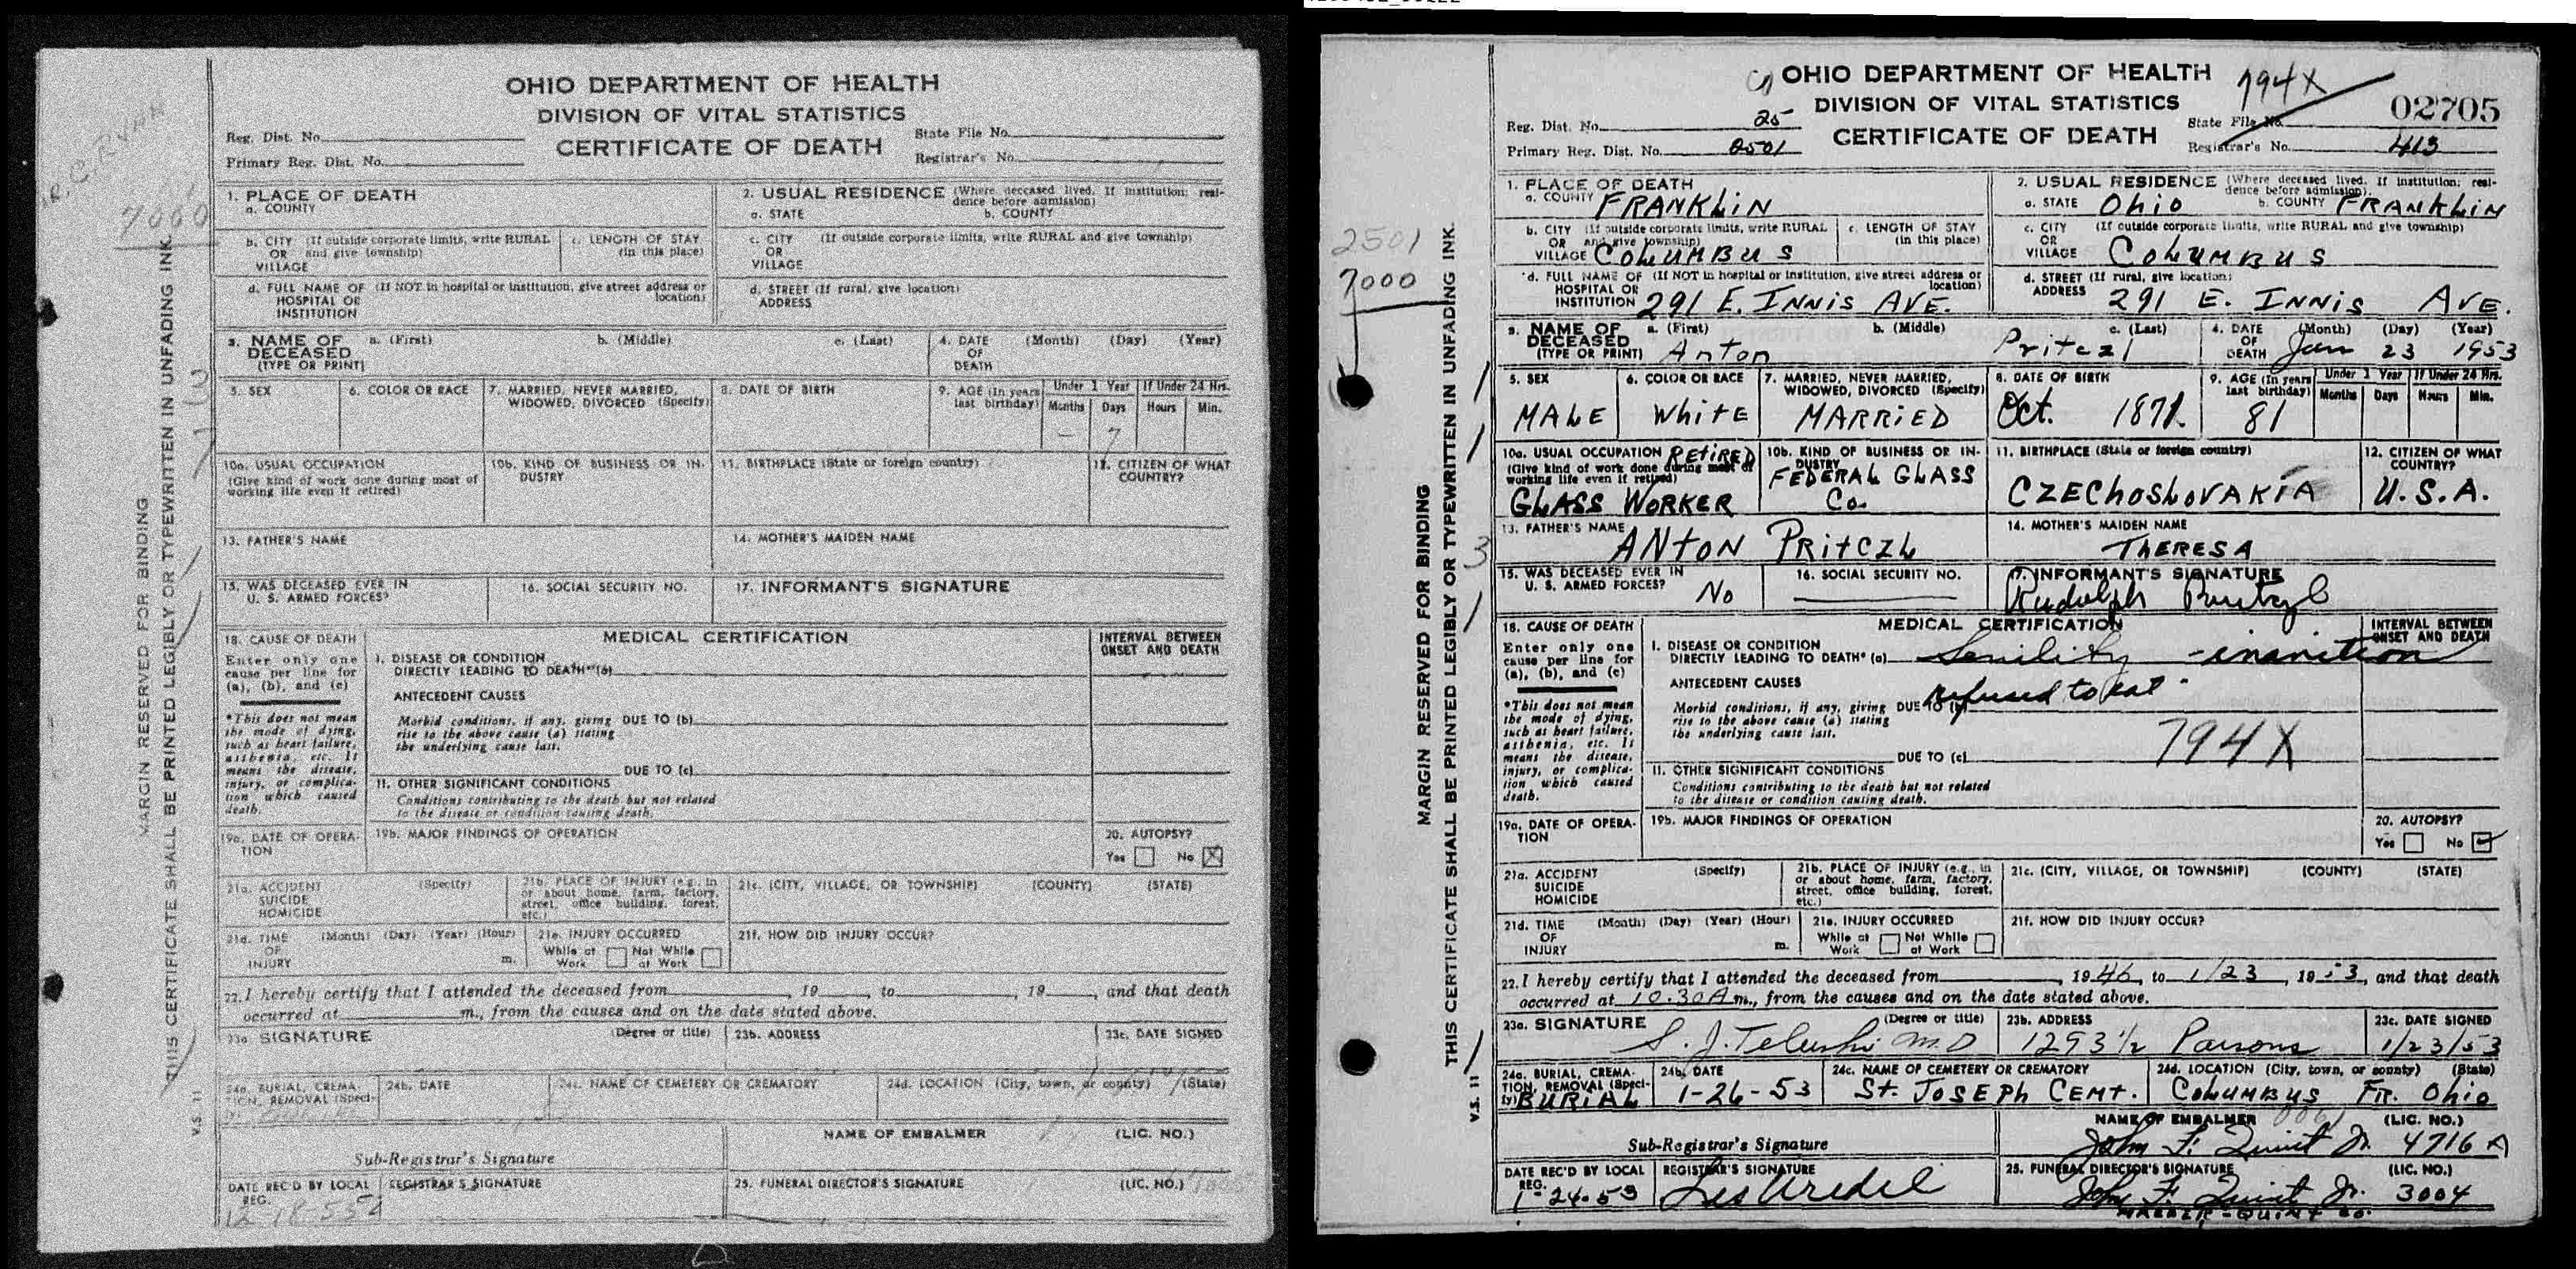 R.C. RYAN
7000
MARGIN RESERVED FOR BINDING
THIS CERTIFICATE SHALL BE PRINTED LEGIBLY OR TYPEWRITTEN IN UNFADING INK.
V.S. 11
OHIO DEPARTMENT OF HEALTH
DIVISION OF VITAL STATISTICS
CERTIFICATE OF DEATH
Reg. Dist. No.
Primary Reg. Dist. No.
State File No.
Registrar's No.
1. PLACE OF DEATH
a. COUNTY
2. USUAL RESIDENCE (Where deceased lived. If institution: resi-
dence before admission)
a. STATE b. COUNTY
b. CITY (If outside corporate limits, write RURAL
OR and give township)
VILLAGE
c. LENGTH OF STAY
(in this place)
c. CITY (If outside corporate limits, write RURAL and give township)
OR
VILLAGE
d. FULL NAME OF (If NOT in hospital or institution, give street address or
HOSPITAL OR location)
INSTITUTION
d. STREET (If rural, give location)
ADDRESS
3. NAME OF a. (First) b. (Middle) c. (Last)
DECEASED
(TYPE OR PRINT)
4. DATE (Month) (Day) (Year)
OF
DEATH
5. SEX
6. COLOR OR RACE
7. MARRIED, NEVER MARRIED,
WIDOWED, DIVORCED (Specify)
8. DATE OF BIRTH
9. AGE (In years
last birthday)
Under 1 Year If Under 24 Hrs.
Months Days Hours Min.
7
10a. USUAL OCCUPATION
(Give kind of work done during most of
working life even if retired)
10b. KIND OF BUSINESS OR IN-
DUSTRY
11. BIRTHPLACE (State or foreign country)
12. CITIZEN OF WHAT
COUNTRY?
13. FATHER'S NAME
14. MOTHER'S MAIDEN NAME
15. WAS DECEASED EVER IN
U. S. ARMED FORCES?
16. SOCIAL SECURITY NO.
17. INFORMANT'S SIGNATURE
18. CAUSE OF DEATH
Enter only one
cause per line for
(a), (b), and (c)
*This does not mean
the mode of dying,
such as heart failure,
asthenia, etc. It
means the disease,
injury, or complica-
tion which caused
death.
MEDICAL CERTIFICATION
INTERVAL BETWEEN
ONSET AND DEATH
I. DISEASE OR CONDITION
DIRECTLY LEADING TO DEATH* (a)
ANTECEDENT CAUSES
Morbid conditions, if any, giving DUE TO (b)
rise to the above cause (a) stating
the underlying cause last.
DUE TO (c)
II. OTHER SIGNIFICANT CONDITIONS
Conditions contributing to the death but not related
to the disease or condition causing death.
19a. DATE OF OPERA-
TION
19b. MAJOR FINDINGS OF OPERATION
20. AUTOPSY?
Yes No X
21a. ACCIDENT (Specify)
SUICIDE
HOMICIDE
21b. PLACE OF INJURY (e.g., in
or about home, farm, factory,
street, office building, forest,
etc.)
21c. (CITY, VILLAGE, OR TOWNSHIP) (COUNTY) (STATE)
21d. TIME (Month) (Day) (Year) (Hour)
OF
INJURY m.
21e. INJURY OCCURRED
While at Not While
Work at Work
21f. HOW DID INJURY OCCUR?
22. I hereby certify that I attended the deceased from , 19 , to , 19 , and that death
occurred at m., from the causes and on the date stated above.
23a. SIGNATURE (Degree or title)
23b. ADDRESS
23c. DATE SIGNED
24a. BURIAL, CREMA-
TION, REMOVAL (Speci-
fy)
24b. DATE
24c. NAME OF CEMETERY OR CREMATORY
24d. LOCATION (City, town, or county) (State)
Sub-Registrar's Signature
NAME OF EMBALMER (LIC. NO.)
DATE REC'D BY LOCAL
REG.
REGISTRAR'S SIGNATURE
25. FUNERAL DIRECTOR'S SIGNATURE (LIC. NO.)
2501
7000
MARGIN RESERVED FOR BINDING
THIS CERTIFICATE SHALL BE PRINTED LEGIBLY OR TYPEWRITTEN IN UNFADING INK.
3
V.S. 11
OHIO DEPARTMENT OF HEALTH
DIVISION OF VITAL STATISTICS
CERTIFICATE OF DEATH
794X
02705
Reg. Dist. No. 25
Primary Reg. Dist. No. 2501
State File No.
Registrar's No. 413
1. PLACE OF DEATH
a. COUNTY FRANKLIN
2. USUAL RESIDENCE (Where deceased lived. If institution: resi-
dence before admission).
a. STATE Ohio b. COUNTY FRANKLIN
b. CITY (If outside corporate limits, write RURAL
OR and give township)
VILLAGE COLUMBUS
c. LENGTH OF STAY
(in this place)
c. CITY (If outside corporate limits, write RURAL and give township)
OR
VILLAGE COLUMBUS
d. FULL NAME OF (If NOT in hospital or institution, give street address or
HOSPITAL OR location)
INSTITUTION 291 E. INNIS AVE.
d. STREET (If rural, give location)
ADDRESS 291 E. INNIS AVE.
3. NAME OF a. (First) b. (Middle) c. (Last)
DECEASED
(TYPE OR PRINT) Anton Pritczl
4. DATE (Month) (Day) (Year)
OF
DEATH Jan 23 1953
5. SEX
MALE
6. COLOR OR RACE
White
7. MARRIED, NEVER MARRIED,
WIDOWED, DIVORCED (Specify)
MARRIED
8. DATE OF BIRTH
Oct. 1871.
9. AGE (In years
last birthday)
81
Under 1 Year If Under 24 Hrs.
Months Days Hours Min.
10a. USUAL OCCUPATION RETIRED
(Give kind of work done during most of
working life even if retired)
GLASS WORKER
10b. KIND OF BUSINESS OR IN-
DUSTRY
FEDERAL GLASS
Co.
11. BIRTHPLACE (State or foreign country)
CZECHOSLOVAKIA
12. CITIZEN OF WHAT
COUNTRY?
U.S.A.
13. FATHER'S NAME
ANTON PRITCZL
14. MOTHER'S MAIDEN NAME
THERESA
15. WAS DECEASED EVER IN
U. S. ARMED FORCES? No
16. SOCIAL SECURITY NO.
17. INFORMANT'S SIGNATURE
Rudolph
18. CAUSE OF DEATH
Enter only one
cause per line for
(a), (b), and (c)
*This does not mean
the mode of dying,
such as heart failure,
asthenia, etc. It
means the disease,
injury, or complica-
tion which caused
death.
MEDICAL CERTIFICATION
INTERVAL BETWEEN
ONSET AND DEATH
I. DISEASE OR CONDITION
DIRECTLY LEADING TO DEATH* (a) Senility - inanition
ANTECEDENT CAUSES
refused to eat
Morbid conditions, if any, giving DUE TO (b)
rise to the above cause (a) stating
the underlying cause last.
794X
DUE TO (c)
II. OTHER SIGNIFICANT CONDITIONS
Conditions contributing to the death but not related
to the disease or condition causing death.
19a. DATE OF OPERA-
TION
19b. MAJOR FINDINGS OF OPERATION
20. AUTOPSY?
Yes No ✓
21a. ACCIDENT (Specify)
SUICIDE
HOMICIDE
21b. PLACE OF INJURY (e.g., in
or about home, farm, factory,
street, office building, forest,
etc.)
21c. (CITY, VILLAGE, OR TOWNSHIP) (COUNTY) (STATE)
21d. TIME (Month) (Day) (Year) (Hour)
OF
INJURY m.
21e. INJURY OCCURRED
While at Not While
Work at Work
21f. HOW DID INJURY OCCUR?
22. I hereby certify that I attended the deceased from , 1946, to 1/23, 1953, and that death
occurred at 10:30 A m., from the causes and on the date stated above.
23a. SIGNATURE (Degree or title)
S. J. M.D
23b. ADDRESS
1293 1/2 Parsons
23c. DATE SIGNED
1/23/53
24a. BURIAL, CREMA-
TION, REMOVAL (Speci-
fy) BURIAL
24b. DATE
1-26-53
24c. NAME OF CEMETERY OR CREMATORY
St. JOSEPH CEMT.
24d. LOCATION (City, town, or county) (State)
COLUMBUS FR. Ohio
Sub-Registrar's Signature
NAME OF EMBALMER (LIC. NO.)
John F. Quint Jr. 4716 A
DATE REC'D BY LOCAL
REG.
1-24-53
REGISTRAR'S SIGNATURE
25. FUNERAL DIRECTOR'S SIGNATURE (LIC. NO.)
John F. Quint Jr. 3004